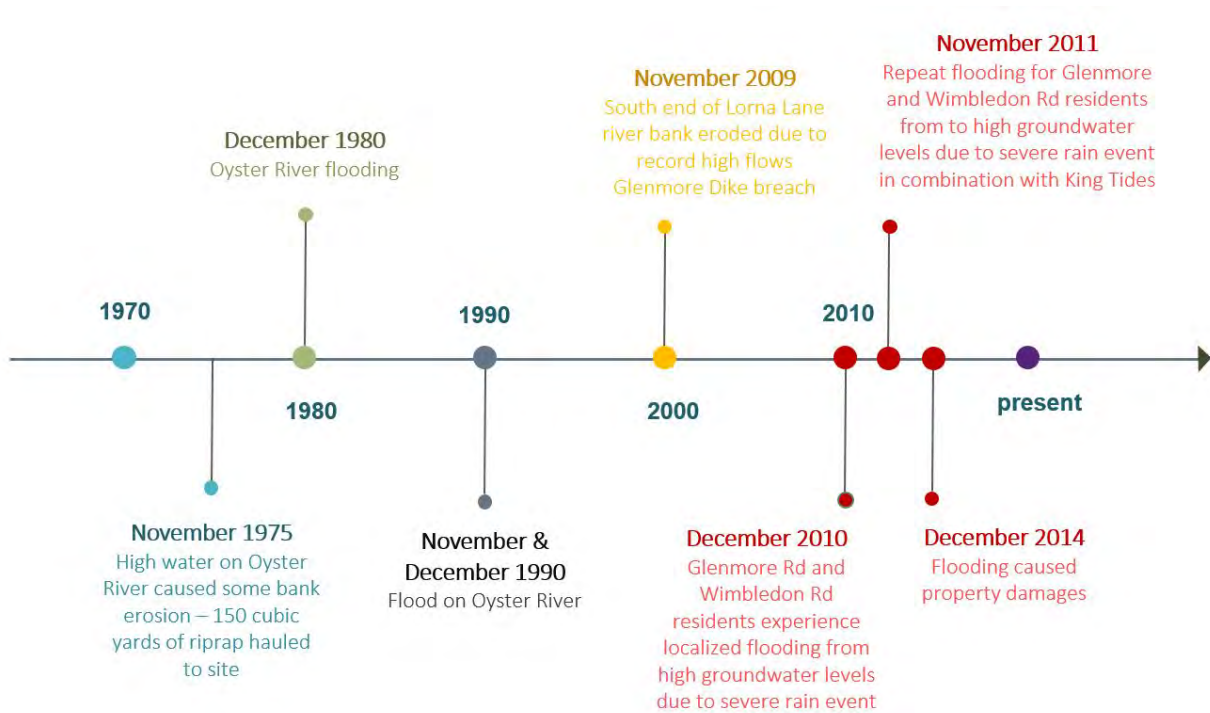 November 2011
Repeat flooding for Glenmore
and Wimbledon Rd residents
from to high groundwater
levels due to severe rain event
in combination with King Tides
November 2009
South end of Lorna Lane
river bank eroded due to
record high flows
Glenmore Dike breach
December 1980
Oyster River flooding
1970
1990
2010
1980
2000
present
November 1975
High water on Oyster
River caused some bank
erosion – 150 cubic
yards of riprap hauled
to site
November &
December 1990
Flood on Oyster River
December 2010
Glenmore Rd and
Wimbledon Rd
residents experience
localized flooding from
high groundwater levels
due to severe rain event
December 2014
Flooding caused
property damages